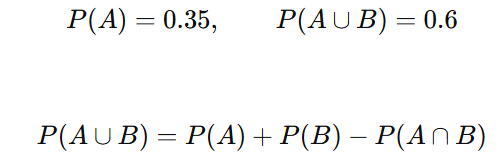 P(A) = 0.35, P(A ∪ B) = 0.6
P(A ∪ B) = P(A) + P(B) − P(A ∩ B)